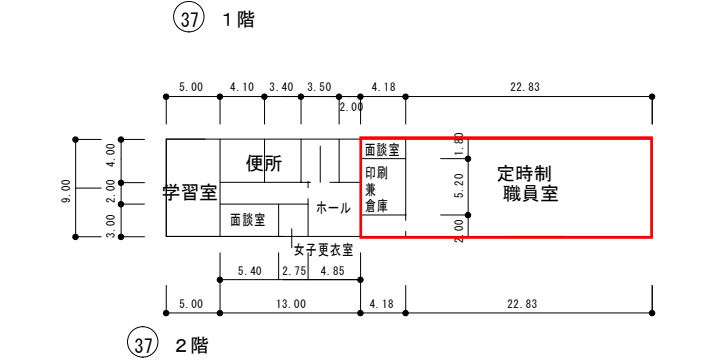 37 1階
5.00 4.10 3.40 3.50 2.00 4.18 22.83
9.00
4.00
2.00
3.00
学習室
便所
面談室
ホール
女子更衣室
面談室
印刷
兼
倉庫
1.80
5.20
2.00
定時制
職員室
5.40 2.75 4.85
5.00 13.00 4.18 22.83
37 2階